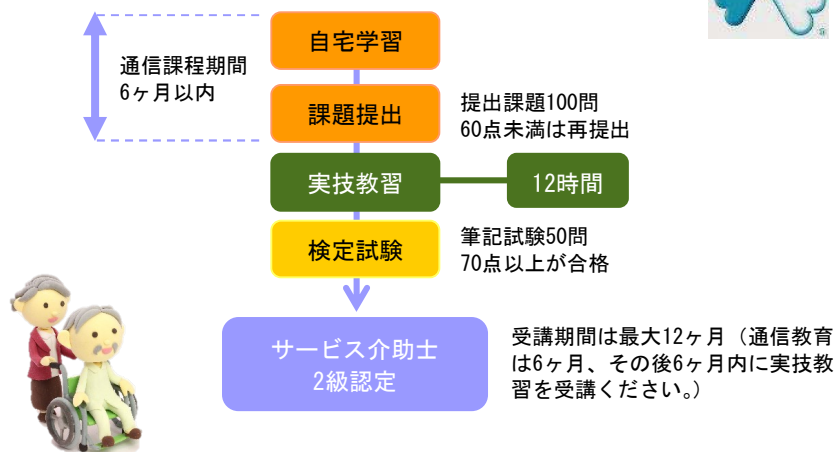 自宅学習
通信課程期間
6ヶ月以内
課題提出
提出課題100問
60点未満は再提出
実技教習
12時間
検定試験
筆記試験50問
70点以上が合格
サービス介助士
2級認定
受講期間は最大12ヶ月（通信教育
は6ヶ月、その後6ヶ月内に実技教
習を受講ください。）